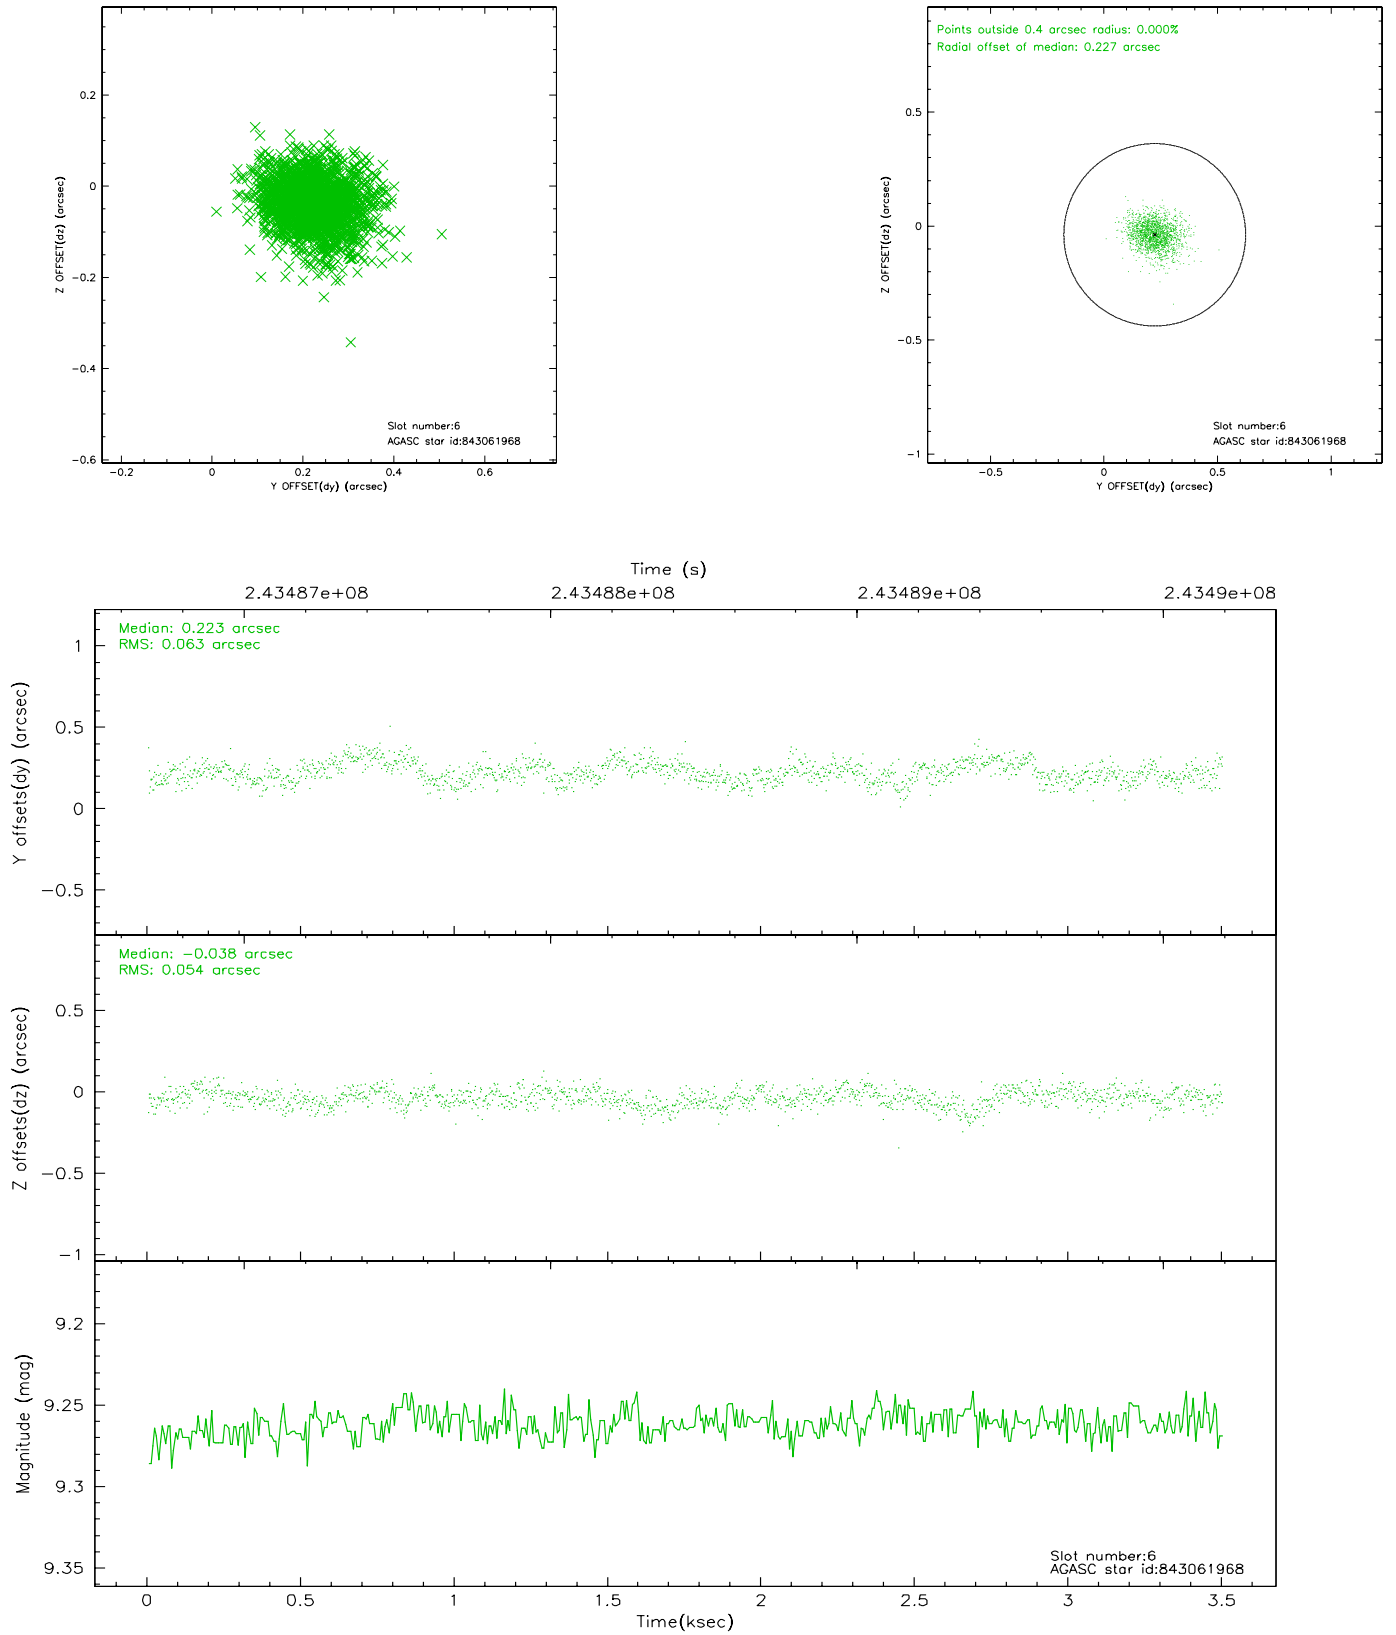 0.2
0
−0.2
−0.4
−0.6
Z OFFSET(dz) (arcsec)
−0.2
0
0.2
0.4
0.6
Y OFFSET(dy) (arcsec)
Slot number:6
AGASC star id:843061968
Points outside 0.4 arcsec radius: 0.000%
Radial offset of median: 0.227 arcsec
0.5
0
−0.5
−1
Z OFFSET(dz) (arcsec)
−0.5
0
0.5
1
Y OFFSET(dy) (arcsec)
Slot number:6
AGASC star id:843061968
Time (s)
2.43487e+08
2.43488e+08
2.43489e+08
2.4349e+08
Median: 0.223 arcsec
RMS: 0.063 arcsec
1
0.5
0
−0.5
Y offsets(dy) (arcsec)
Median: −0.038 arcsec
RMS: 0.054 arcsec
0.5
0
−0.5
−1
Z offsets(dz) (arcsec)
9.2
9.25
9.3
9.35
Magnitude (mag)
Slot number:6
AGASC star id:843061968
0
0.5
1
1.5
2
2.5
3
3.5
Time(ksec)